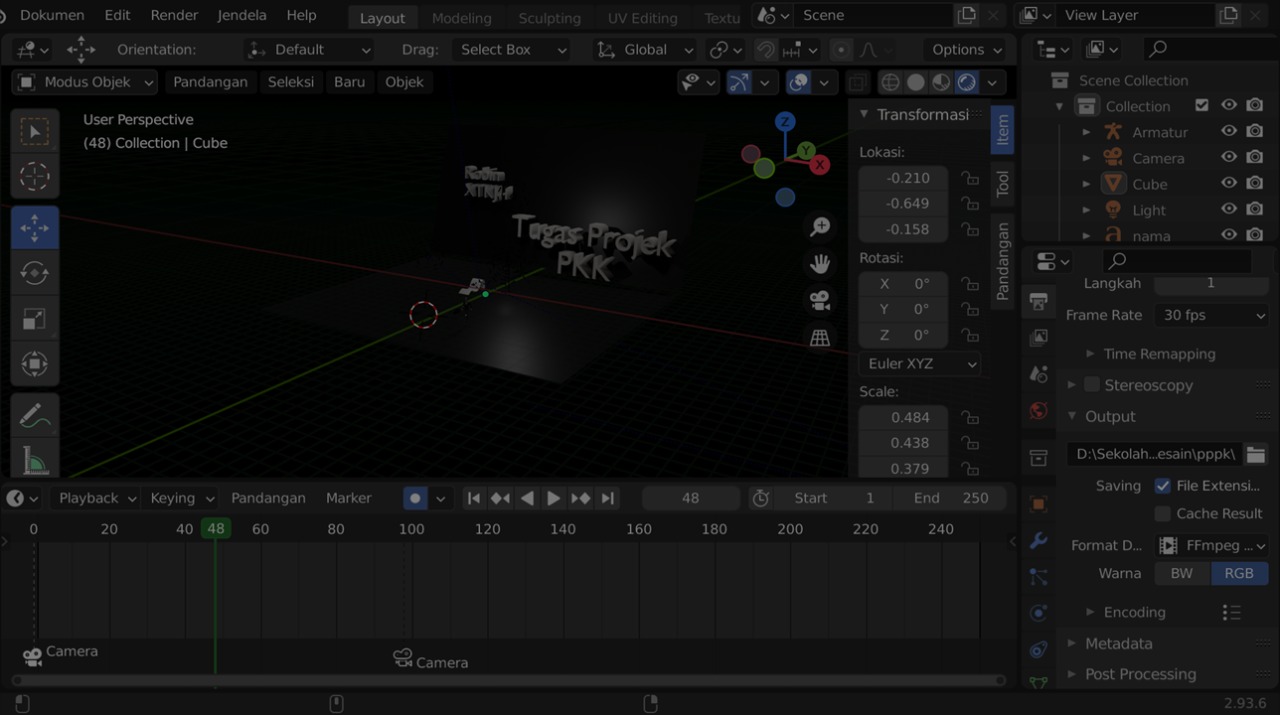 Dokumen Edit Render Jendela Help Layout Modeling Sculpting UV Editing Textu Scene View Layer
Orientation: Default Drag: Select Box Global Options
Modus Objek Pandangan Seleksi Baru Objek
User Perspective
(48) Collection | Cube
Tugas Projek
PKK
Z
Y
X
Transformasi
Lokasi:
-0.210
-0.649
-0.158
Rotasi:
X 0°
Y 0°
Z 0°
Euler XYZ
Scale:
0.484
0.438
0.379
Item
Tool
Pandangan
Scene Collection
Collection
Armatur
Camera
Cube
Light
nama
Langkah 1
Frame Rate 30 fps
Time Remapping
Stereoscopy
Output
D:\Sekolah...esain\pppk\
Saving File Extensi...
Cache Result
Format D... FFmpeg ...
Warna BW RGB
Encoding
Metadata
Post Processing
Playback Keying Pandangan Marker 48 Start 1 End 250
0 20 40 48 60 80 100 120 140 160 180 200 220 240
Camera
Camera
2.93.6